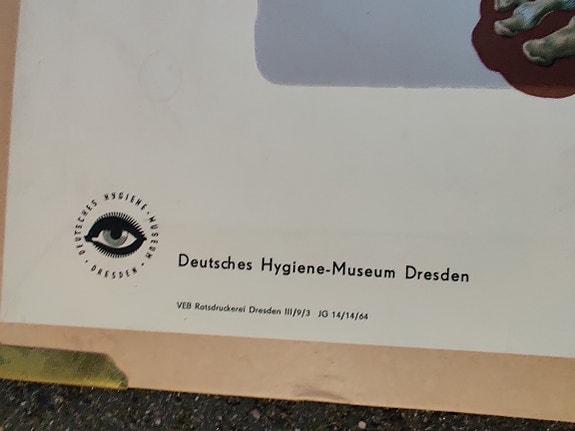 DEUTSCHES HYGIENE-MUSEUM · DRESDEN ·
Deutsches Hygiene-Museum Dresden
VEB Ratsdruckerei Dresden III/9/3 JG 14/14/64